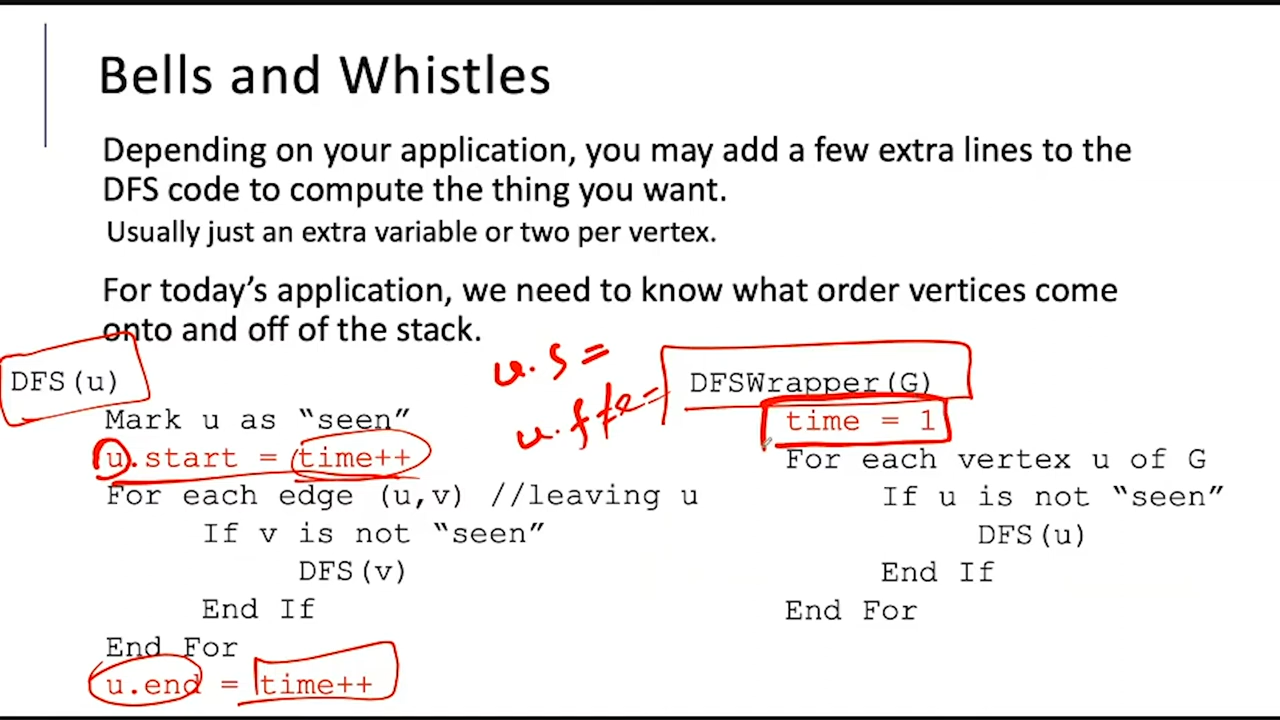 Bells and Whistles
Depending on your application, you may add a few extra lines to the
DFS code to compute the thing you want.
Usually just an extra variable or two per vertex.
For today's application, we need to know what order vertices come
onto and off of the stack.
DFS(u)
Mark u as “seen”
u.start = time++
For each edge (u,v) //leaving u
If v is not “seen”
DFS(v)
End If
End For
u.end = time++
u.s =
DFSWrapper(G)
time = 1
For each vertex u of G
If u is not “seen”
DFS(u)
End If
End For